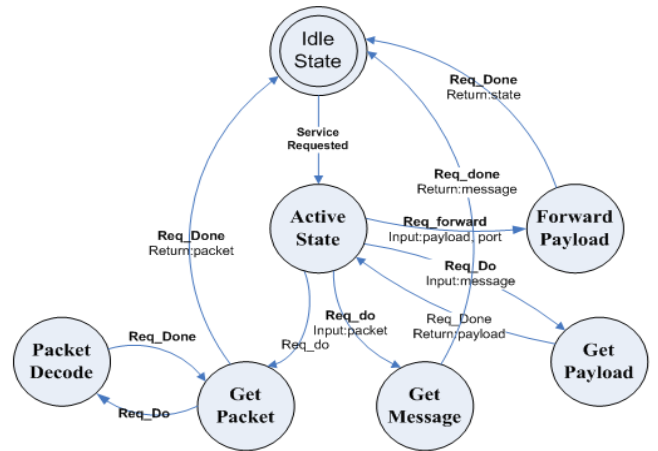 Idle
State
Req_Done
Return:state
Service
Requested
Req_done
Return:message
Active
State
Req_forward
Input:payload, port
Forward
Payload
Req_Done
Return:packet
Req_Do
Input:message
Req_do
Input:packet
Req_Done
Return:payload
Req_do
Req_Done
Packet
Decode
Get
Payload
Get
Packet
Get
Message
Req_Do